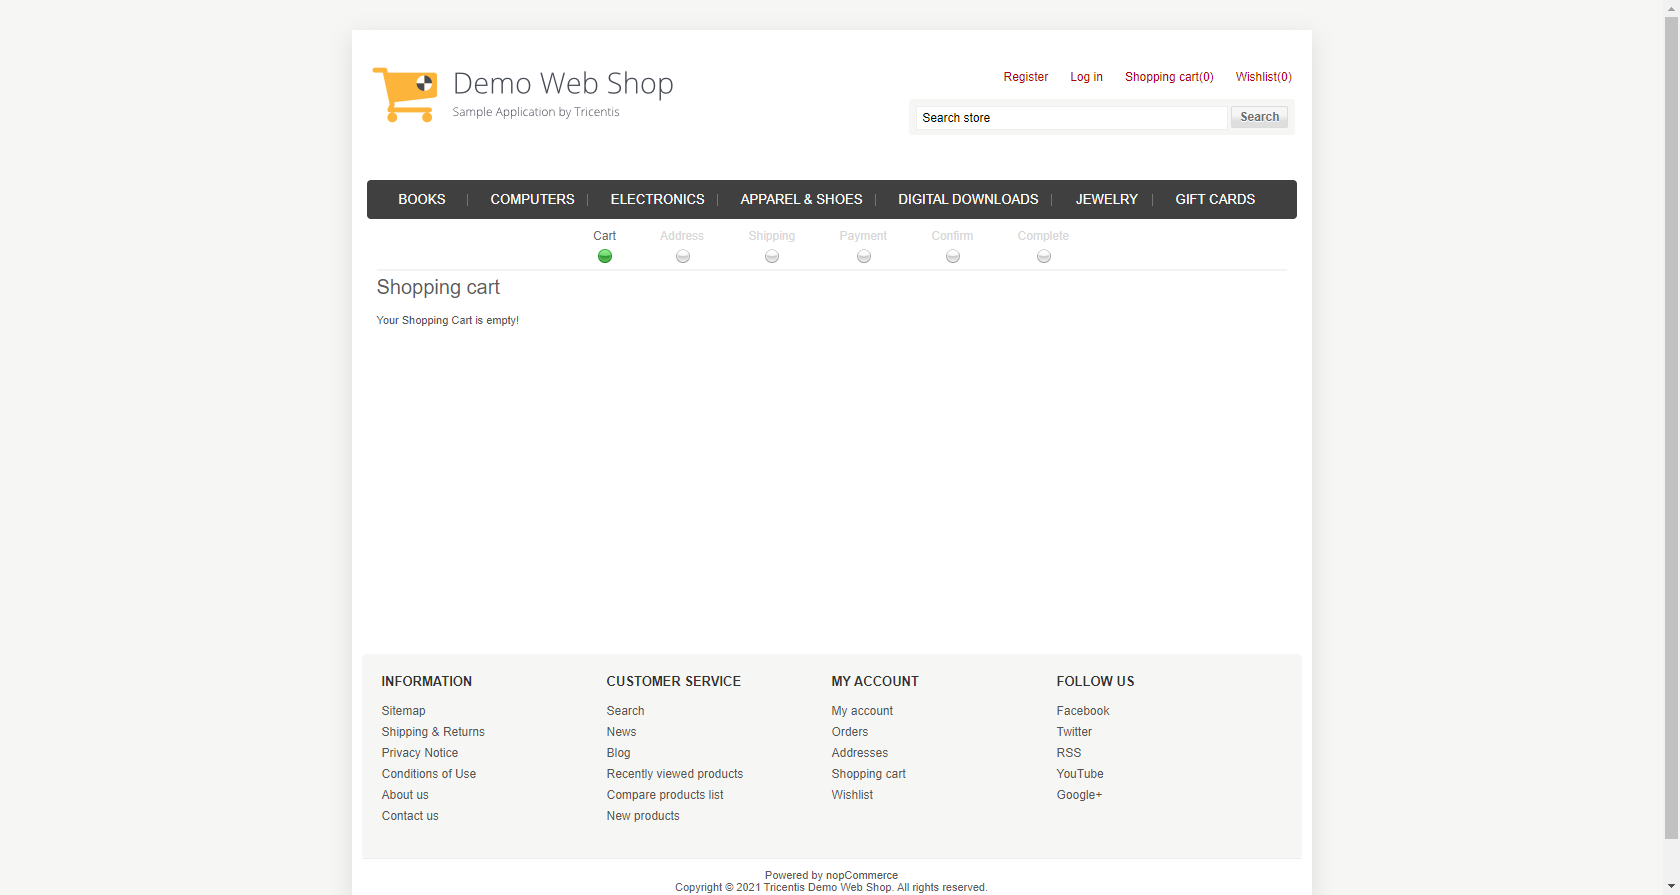 Demo Web Shop
Sample Application by Tricentis
Register Log in Shopping cart(0) Wishlist(0)
Search store Search
BOOKS COMPUTERS ELECTRONICS APPAREL & SHOES DIGITAL DOWNLOADS JEWELRY GIFT CARDS
Cart Address Shipping Payment Confirm Complete
Shopping cart
Your Shopping Cart is empty!
INFORMATION
Sitemap
Shipping & Returns
Privacy Notice
Conditions of Use
About us
Contact us
CUSTOMER SERVICE
Search
News
Blog
Recently viewed products
Compare products list
New products
MY ACCOUNT
My account
Orders
Addresses
Shopping cart
Wishlist
FOLLOW US
Facebook
Twitter
RSS
YouTube
Google+
Powered by nopCommerce
Copyright © 2021 Tricentis Demo Web Shop. All rights reserved.